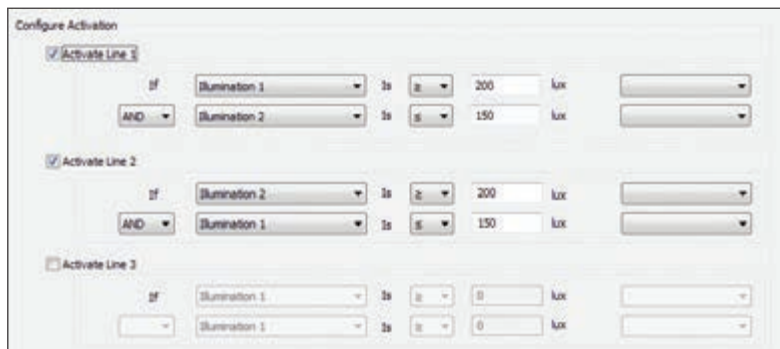 Configure Activation
Activate Line 1
If Illumination 1 Is ≥ 200 lux
AND Illumination 2 Is ≤ 150 lux
Activate Line 2
If Illumination 2 Is ≥ 200 lux
AND Illumination 1 Is ≤ 150 lux
Activate Line 3
If Illumination 1 Is ≥ 0 lux
Illumination 1 Is ≥ 0 lux